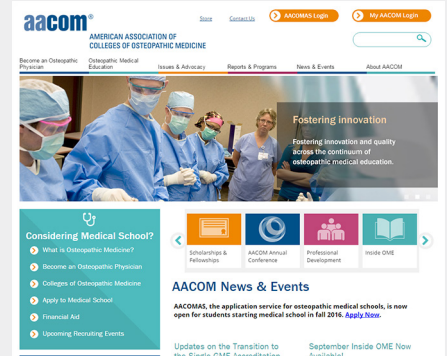 aacom®
AMERICAN ASSOCIATION OF
COLLEGES OF OSTEOPATHIC MEDICINE
Store
Contact Us
AACOMAS Login
My AACOM Login
Become an Osteopathic
Physician
Osteopathic Medical
Education
Issues & Advocacy
Reports & Programs
News & Events
About AACOM
Fostering innovation
Fostering innovation and quality
across the continuum of
osteopathic medical education.
Considering Medical School?
What is Osteopathic Medicine?
Become an Osteopathic Physician
Colleges of Osteopathic Medicine
Apply to Medical School
Financial Aid
Upcoming Recruiting Events
Scholarships &
Fellowships
AACOM Annual
Conference
Professional
Development
Inside OME
AACOM News & Events
AACOMAS, the application service for osteopathic medical schools, is now
open for students starting medical school in fall 2016. Apply Now.
Updates on the Transition to
the Single GME Accreditation
September Inside OME Now
Available!